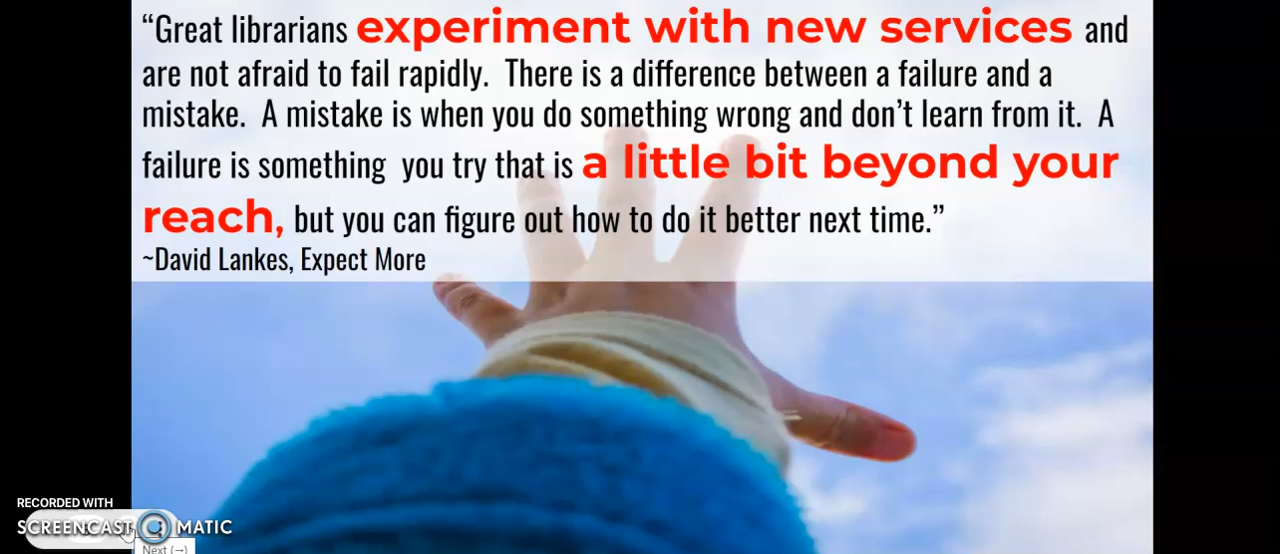 “Great librarians experiment with new services and
are not afraid to fail rapidly.  There is a difference between a failure and a
mistake.  A mistake is when you do something wrong and don’t learn from it.  A
failure is something  you try that is a little bit beyond your
reach, but you can figure out how to do it better next time.”
~David Lankes, Expect More
RECORDED WITH
SCREENCAST MATIC
Next (→)